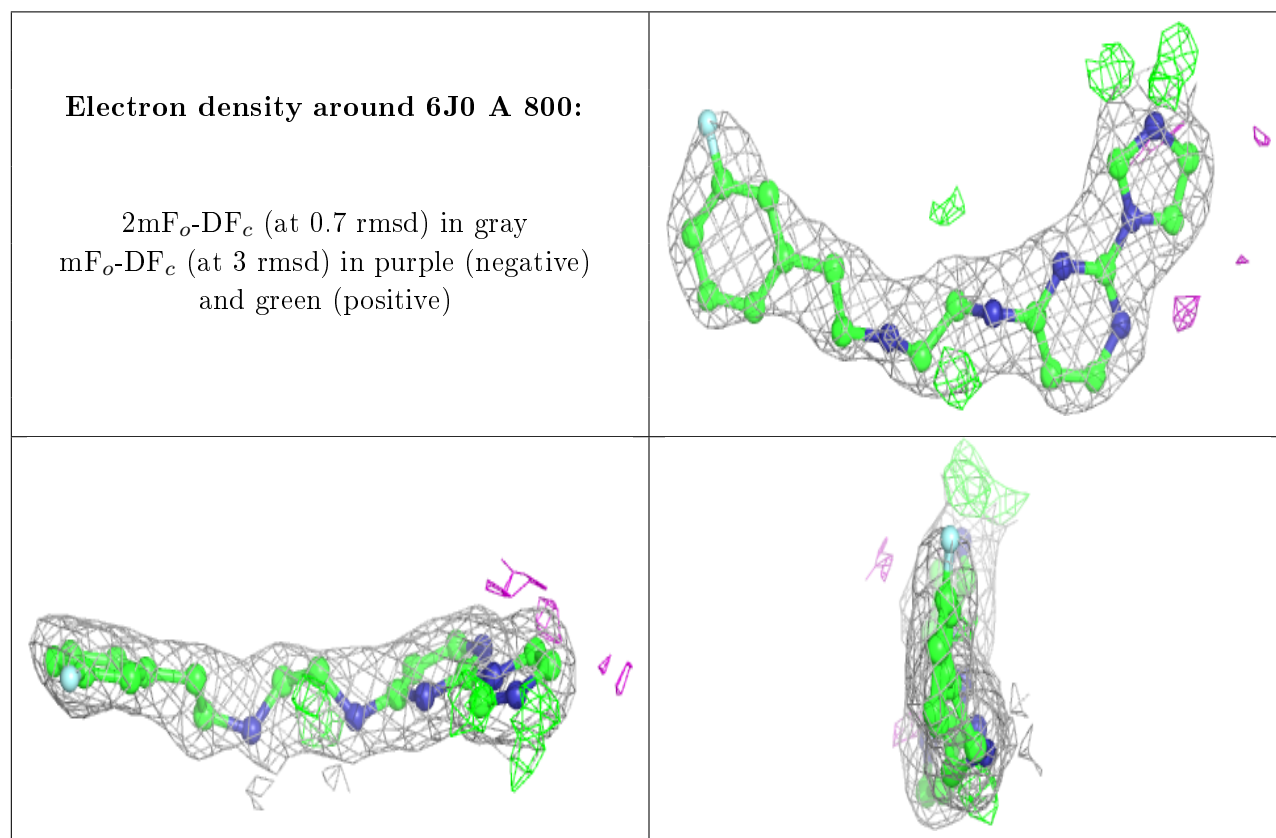 Electron density around 6J0 A 800:
2mFₒ-DF𝒸 (at 0.7 rmsd) in gray
mFₒ-DF𝒸 (at 3 rmsd) in purple (negative)
and green (positive)